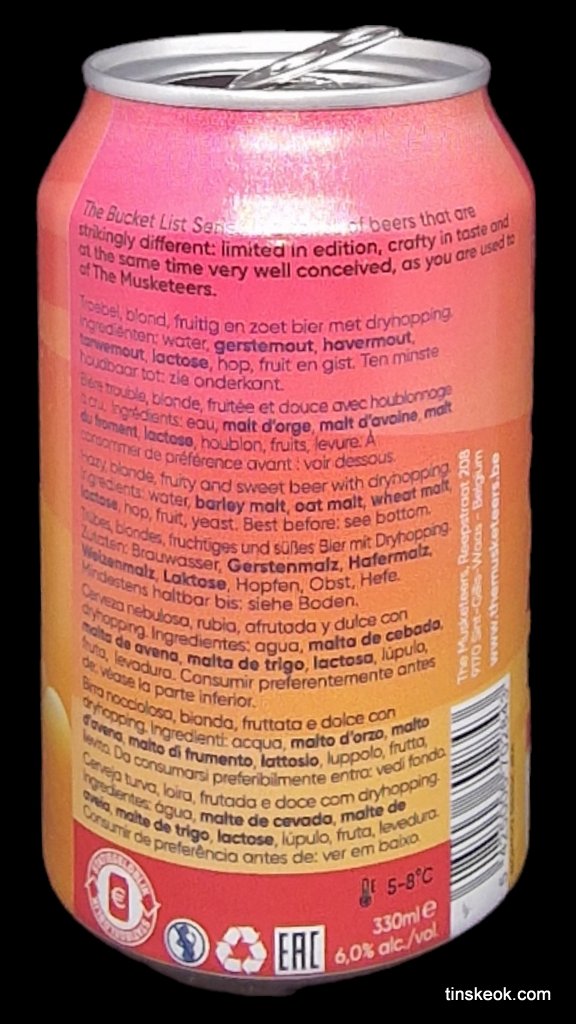 The Bucket List of beers that are
strikingly different: limited in edition, crafty in taste and
at the same time very well conceived, as you are used to
of The Musketeers.
Troebel, blond, fruitig en zoet bier met dryhopping.
Ingrediënten: water, gerstemout, havermout,
tarwemout, lactose, hop, fruit en gist. Ten minste
houdbaar tot: zie onderkant.
Bière trouble, blonde, fruitée et douce avec houblonnage
à cru. Ingrédients: eau, malt d'orge, malt d'avoine, malt
du froment, lactose, houblon, fruits, levure. À
consommer de préférence avant : voir dessous.
Hazy, blonde, fruity and sweet beer with dryhopping.
Ingredients: water, barley malt, oat malt, wheat malt,
lactose, hop, fruit, yeast. Best before: see bottom.
Trübes, blondes, fruchtiges und süßes Bier mit Dryhopping.
Zutaten: Brauwasser, Gerstenmalz, Hafermalz,
Weizenmalz, Laktose, Hopfen, Obst, Hefe.
Mindestens haltbar bis: siehe Boden.
Cerveza nebulosa, rubia, afrutada y dulce con
dryhopping. Ingredientes: agua, malta de cebada,
malta de avena, malta de trigo, lactosa, lúpulo,
fruta, levadura. Consumir preferentemente antes
de: véase la parte inferior.
Birra nocciolosa, bionda, fruttata e dolce con
dryhopping. Ingredienti: acqua, malto d'orzo, malto
d'avena, malto di frumento, lattosio, luppolo, frutta,
lievito. Da consumarsi preferibilmente entro: vedi fondo.
Cerveja turva, loira, frutada e doce com dryhopping.
Ingredientes: água, malte de cevada, malte de
aveia, malte de trigo, lactose, lúpulo, fruta, levedura.
Consumir de preferência antes de: ver em baixo.
The Musketeers, Reepstraat 208
9170 Sint-Gillis-Waas - Belgium
www.themusketeers.be
5-8°C
330ml e
6,0% alc./vol.
EAC
€
tinskeok.com